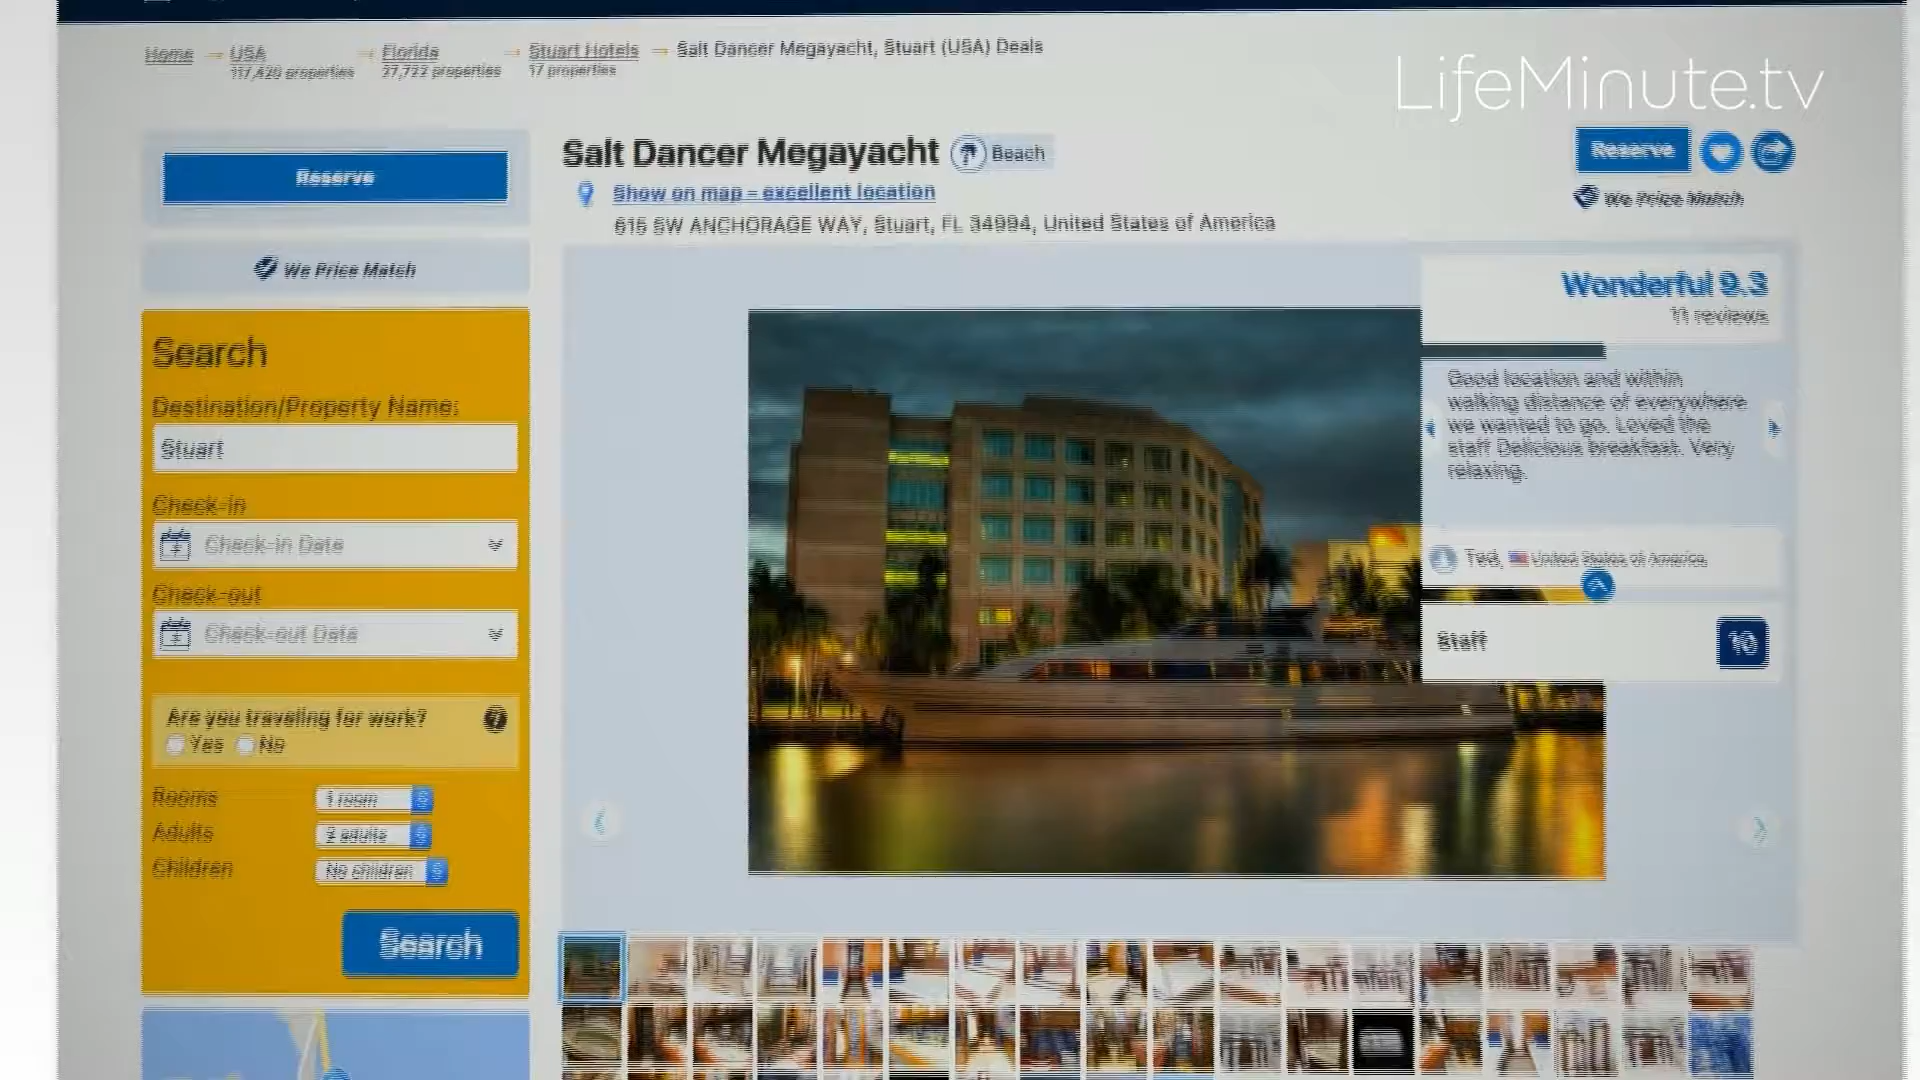 Home → USA → Florida → Stuart Hotels → Salt Dancer Megayacht, Stuart (USA) Deals
117,420 properties 27,722 properties 17 properties
LifeMinute.tv
Reserve
We Price Match
Search
Destination/Property Name:
Stuart
Check-in
Check-in Date
Check-out
Check-out Date
Are you traveling for work?
Yes No
Rooms 1 room
Adults 2 adults
Children No children
Search
Salt Dancer Megayacht Beach
Show on map - excellent location
615 SW ANCHORAGE WAY, Stuart, FL 34994, United States of America
Reserve
We Price Match
Wonderful 9.3
11 reviews
Good location and within
walking distance of everywhere
we wanted to go. Loved the
staff Delicious breakfast. Very
relaxing.
Ted, United States of America
Staff 10